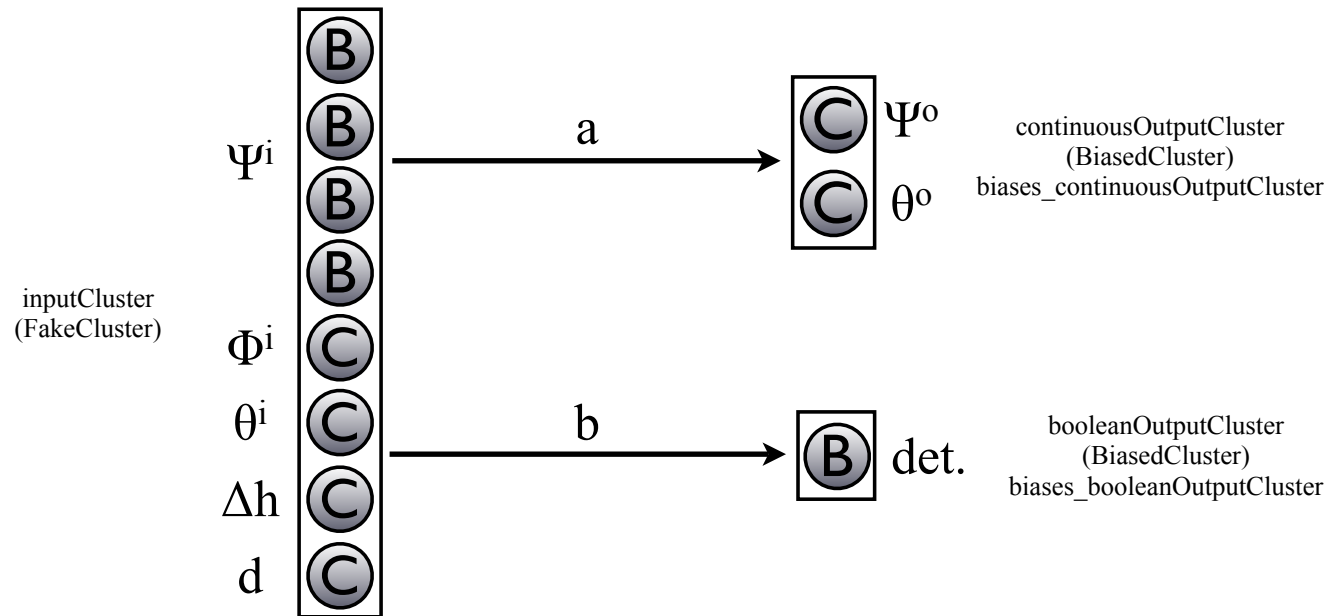 inputCluster
(FakeCluster)
Ψi
Φi
θi
Δh
d
B
B
B
B
C
C
C
C
a
b
C
C
Ψo
θo
continuousOutputCluster
(BiasedCluster)
biases_continuousOutputCluster
B
det.
booleanOutputCluster
(BiasedCluster)
biases_booleanOutputCluster